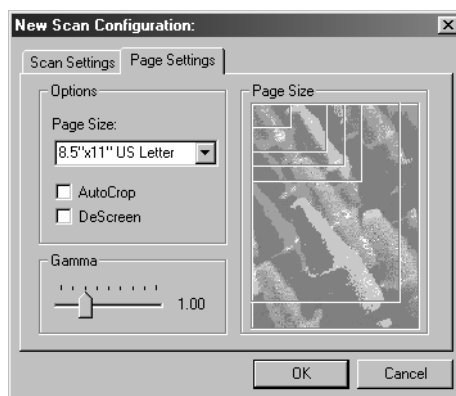 New Scan Configuration:
Scan Settings
Page Settings
Options
Page Size:
8.5"x11" US Letter
AutoCrop
DeScreen
Gamma
1.00
Page Size
OK
Cancel